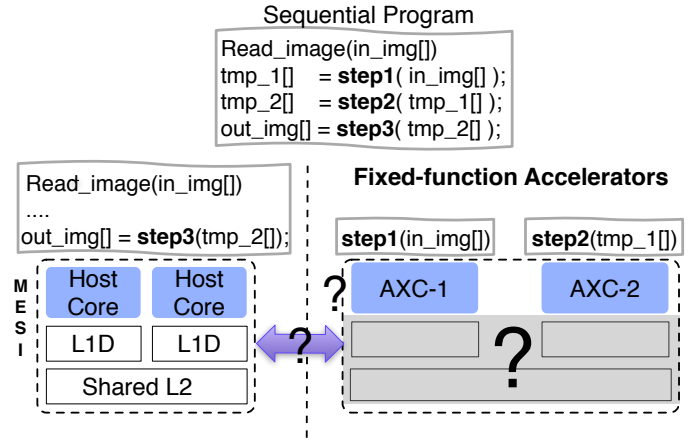 Sequential Program
Read_image(in_img[])
tmp_1[] = step1( in_img[] );
tmp_2[] = step2( tmp_1[] );
out_img[] = step3( tmp_2[] );
Read_image(in_img[])
....
out_img[] = step3(tmp_2[]);
Fixed-function Accelerators
step1(in_img[])
step2(tmp_1[])
MESI
Host Core
Host Core
L1D
L1D
Shared L2
?
?
AXC-1
AXC-2
?